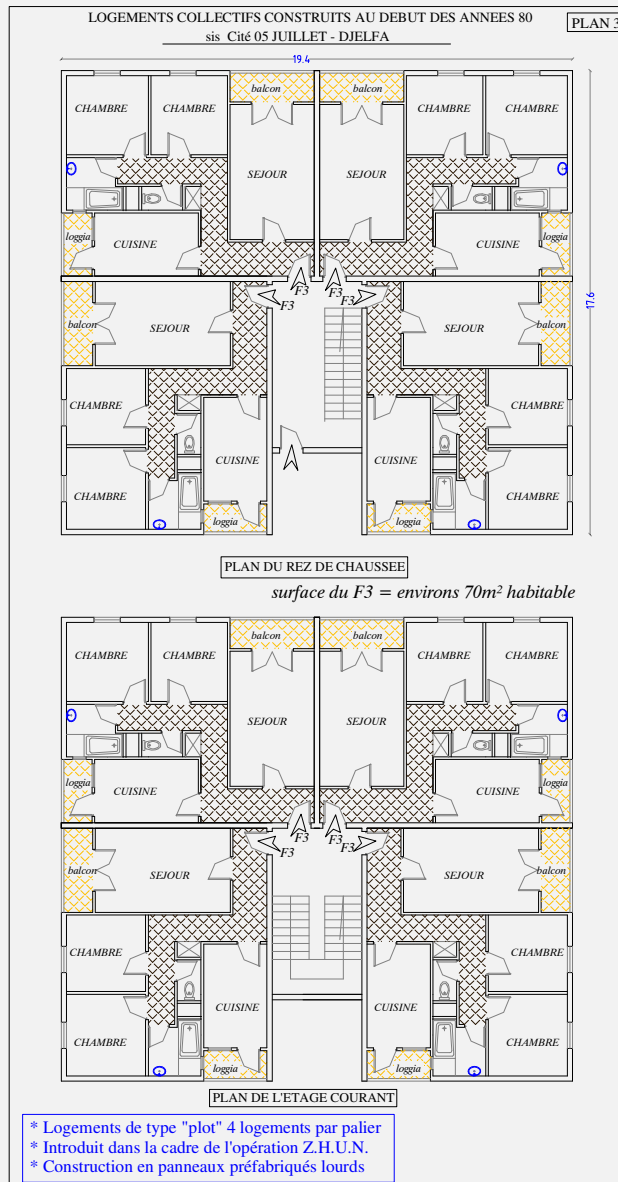 LOGEMENTS COLLECTIFS CONSTRUITS AU DEBUT DES ANNEES 80
PLAN 3
sis Cité 05 JUILLET - DJELFA
19.4
balcon balcon
CHAMBRE CHAMBRE CHAMBRE CHAMBRE
SEJOUR SEJOUR
loggia CUISINE CUISINE loggia
F3 F3
F3 F3
17.6
balcon SEJOUR SEJOUR balcon
CHAMBRE CHAMBRE
CUISINE CUISINE
CHAMBRE CHAMBRE
loggia loggia
PLAN DU REZ DE CHAUSSEE
surface du F3 = environs 70m² habitable
balcon balcon
CHAMBRE CHAMBRE CHAMBRE CHAMBRE
SEJOUR SEJOUR
loggia CUISINE CUISINE loggia
F3 F3
F3 F3
balcon SEJOUR SEJOUR balcon
CHAMBRE CHAMBRE
CUISINE CUISINE
CHAMBRE CHAMBRE
loggia loggia
PLAN DE L'ETAGE COURANT
* Logements de type "plot" 4 logements par palier
* Introduit dans la cadre de l'opération Z.H.U.N.
* Construction en panneaux préfabriqués lourds